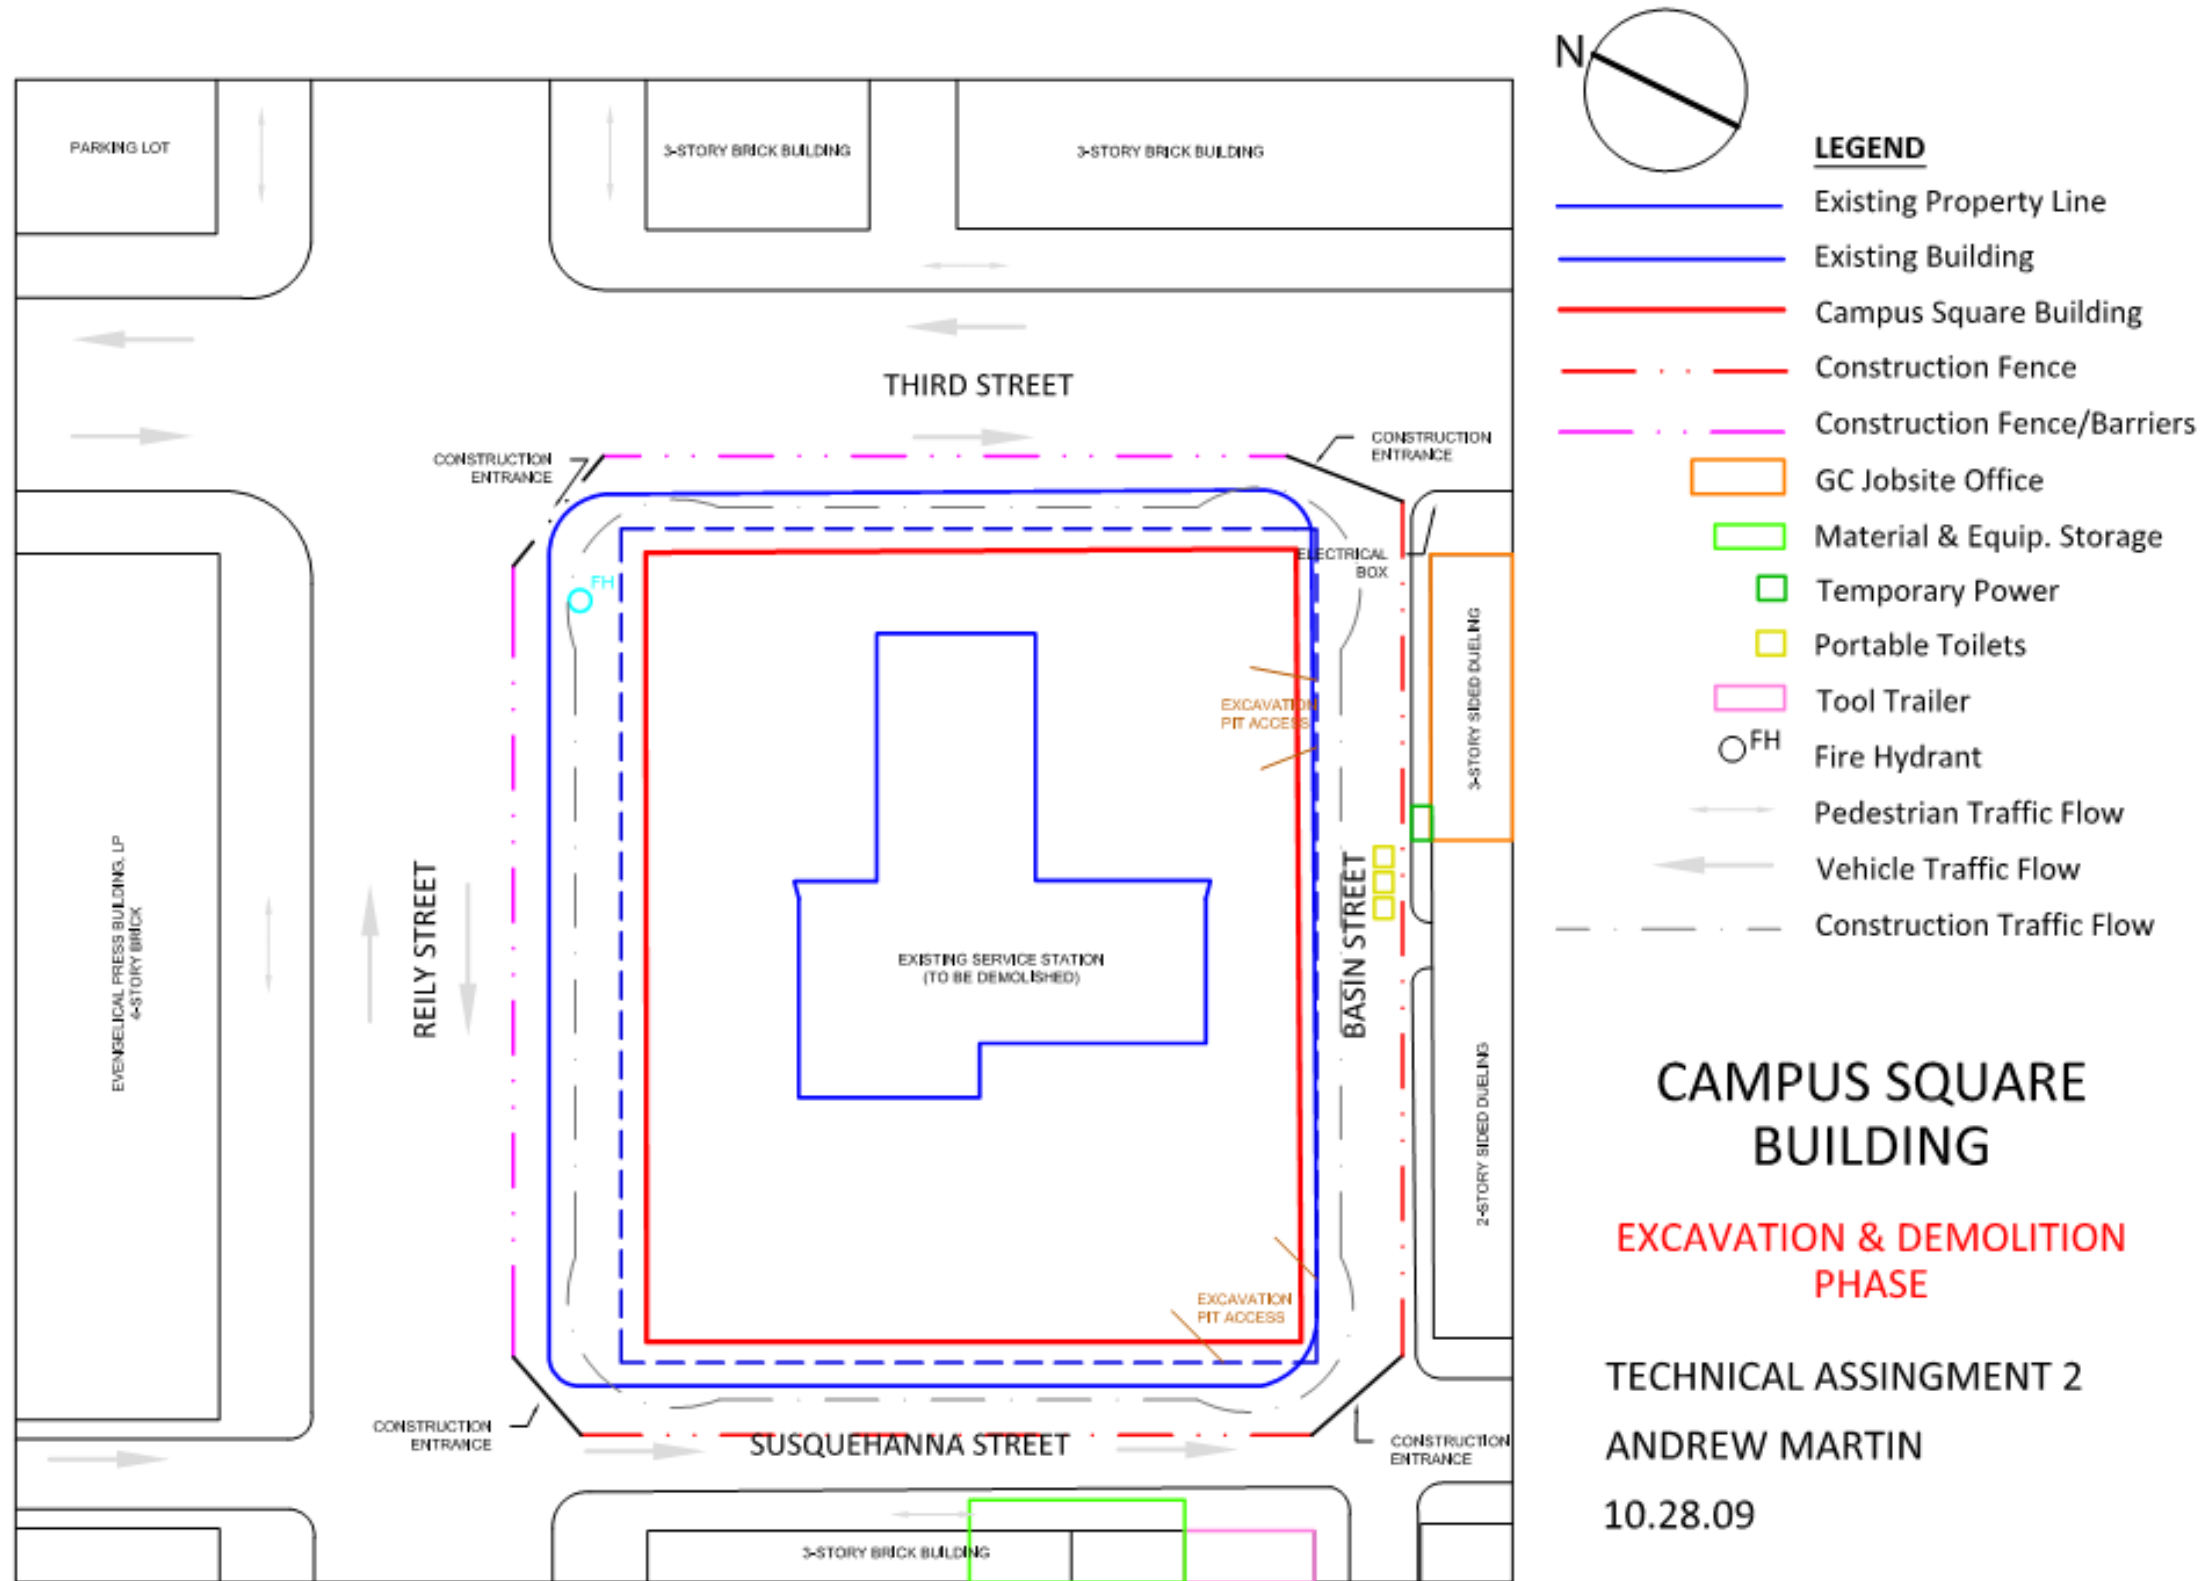 N
PARKING LOT
3-STORY BRICK BUILDING
3-STORY BRICK BUILDING
THIRD STREET
CONSTRUCTION
ENTRANCE
CONSTRUCTION
ENTRANCE
ELECTRICAL
BOX
FH
EXCAVATION
PIT ACCESS
3-STORY SIDED DUELING
EVENGELICAL PRESS BUILDING, LP
4-STORY BRICK
REILY STREET
EXISTING SERVICE STATION
(TO BE DEMOLISHED)
BASIN STREET
2-STORY SIDED DUELING
EXCAVATION
PIT ACCESS
CONSTRUCTION
ENTRANCE
SUSQUEHANNA STREET
CONSTRUCTION
ENTRANCE
3-STORY BRICK BUILDING
LEGEND
Existing Property Line
Existing Building
Campus Square Building
Construction Fence
Construction Fence/Barriers
GC Jobsite Office
Material & Equip. Storage
Temporary Power
Portable Toilets
Tool Trailer
FH
Fire Hydrant
Pedestrian Traffic Flow
Vehicle Traffic Flow
Construction Traffic Flow
CAMPUS SQUARE
BUILDING
EXCAVATION & DEMOLITION
PHASE
TECHNICAL ASSINGMENT 2
ANDREW MARTIN
10.28.09